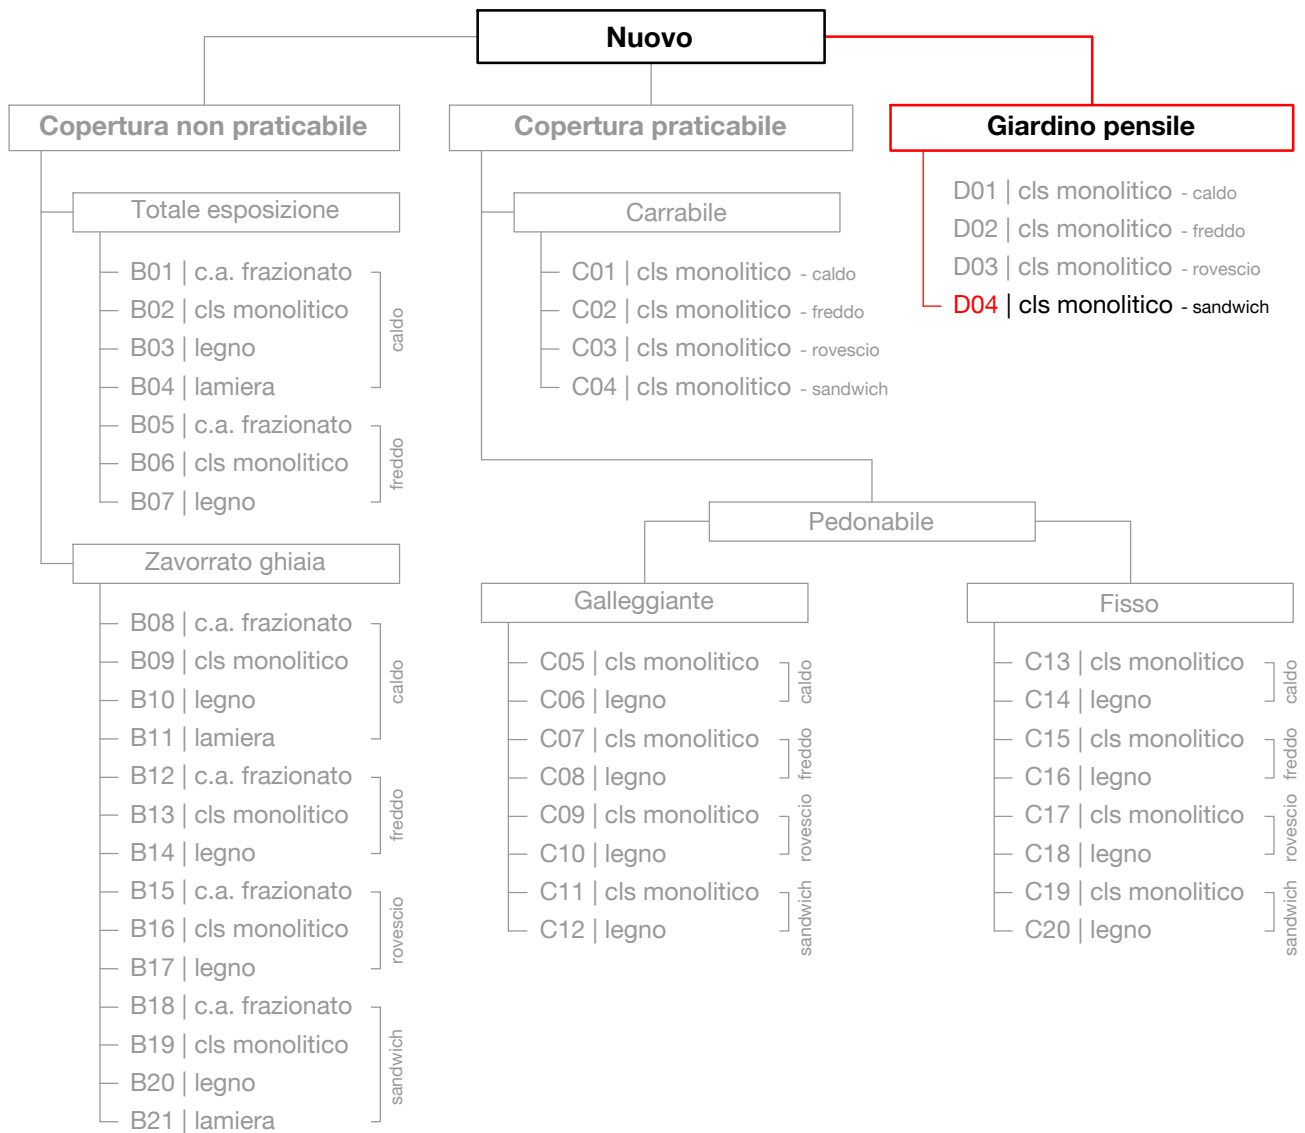 Nuovo
Copertura non praticabile
Totale esposizione
B01 | c.a. frazionato
B02 | cls monolitico
B03 | legno
B04 | lamiera
caldo
B05 | c.a. frazionato
B06 | cls monolitico
B07 | legno
freddo
Zavorrato ghiaia
B08 | c.a. frazionato
B09 | cls monolitico
B10 | legno
B11 | lamiera
caldo
B12 | c.a. frazionato
B13 | cls monolitico
B14 | legno
freddo
B15 | c.a. frazionato
B16 | cls monolitico
B17 | legno
rovescio
B18 | c.a. frazionato
B19 | cls monolitico
B20 | legno
B21 | lamiera
sandwich
Copertura praticabile
Carrabile
C01 | cls monolitico - caldo
C02 | cls monolitico - freddo
C03 | cls monolitico - rovescio
C04 | cls monolitico - sandwich
Pedonabile
Galleggiante
C05 | cls monolitico
C06 | legno
caldo
C07 | cls monolitico
C08 | legno
freddo
C09 | cls monolitico
C10 | legno
rovescio
C11 | cls monolitico
C12 | legno
sandwich
Fisso
C13 | cls monolitico
C14 | legno
caldo
C15 | cls monolitico
C16 | legno
freddo
C17 | cls monolitico
C18 | legno
rovescio
C19 | cls monolitico
C20 | legno
sandwich
Giardino pensile
D01 | cls monolitico - caldo
D02 | cls monolitico - freddo
D03 | cls monolitico - rovescio
D04 | cls monolitico - sandwich